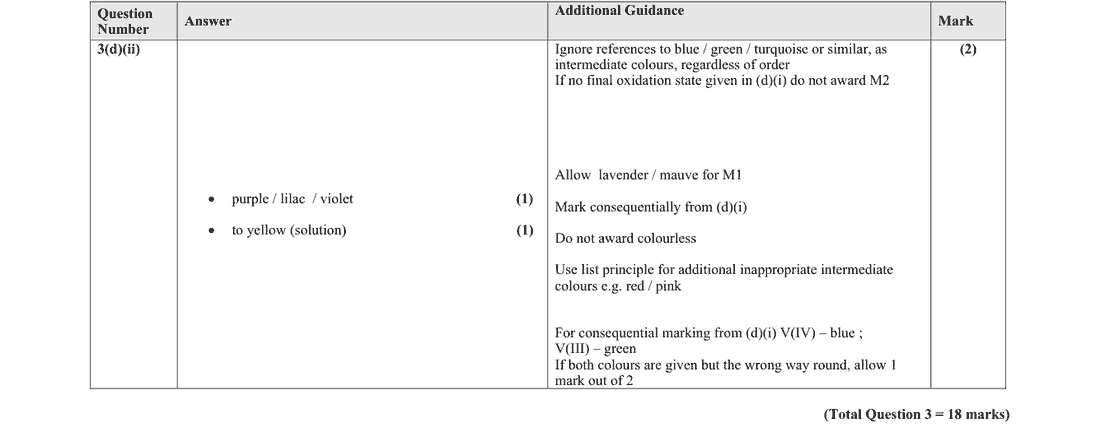 Question
Number
Answer
Additional Guidance
Mark
3(d)(ii)
Ignore references to blue / green / turquoise or similar, as
intermediate colours, regardless of order
If no final oxidation state given in (d)(i) do not award M2
(2)
Allow lavender / mauve for M1
• purple / lilac / violet (1)
Mark consequentially from (d)(i)
• to yellow (solution) (1)
Do not award colourless
Use list principle for additional inappropriate intermediate
colours e.g. red / pink
For consequential marking from (d)(i) V(IV) – blue ;
V(III) – green
If both colours are given but the wrong way round, allow 1
mark out of 2
(Total Question 3 = 18 marks)